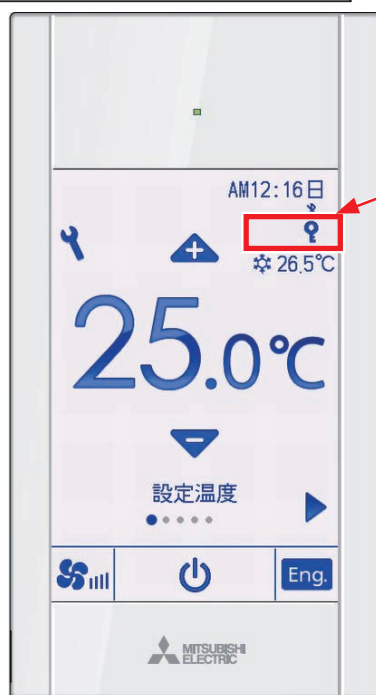 AM12:16日
26.5℃
25.0℃
設定温度
Eng.
MITSUBISHI
ELECTRIC